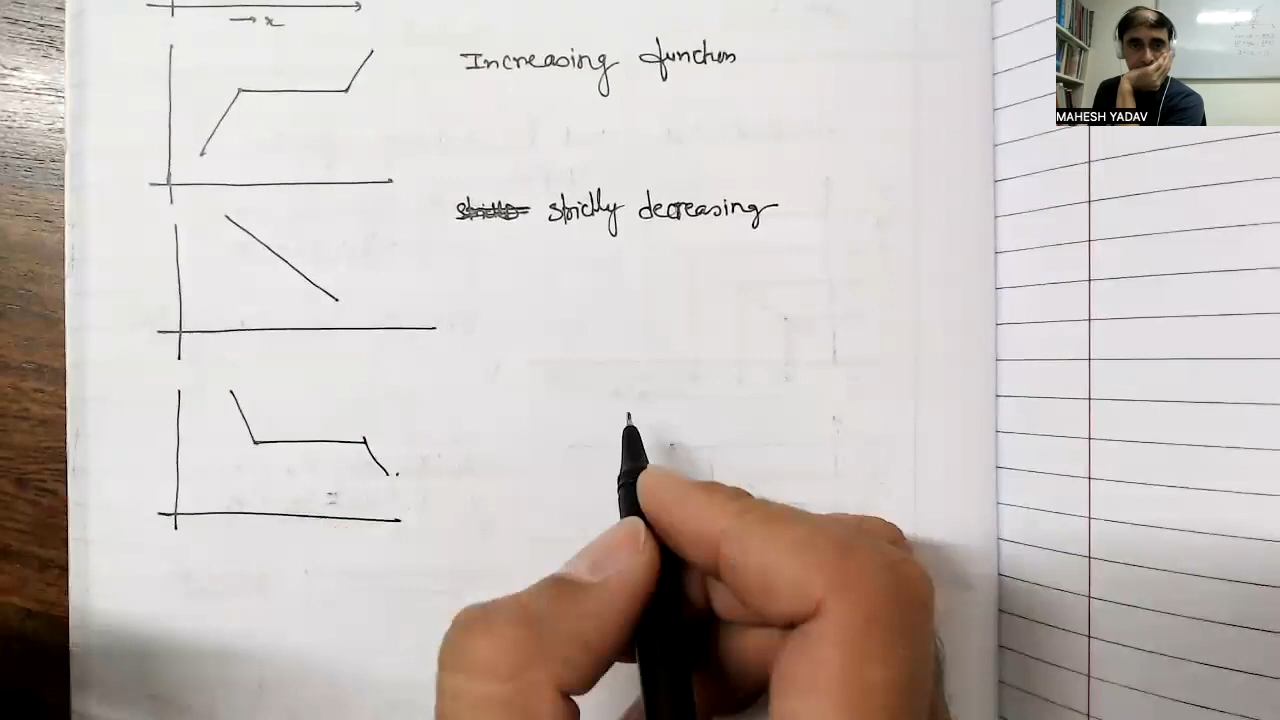 → x
Increasing function
strictly decreasing
MAHESH YADAV